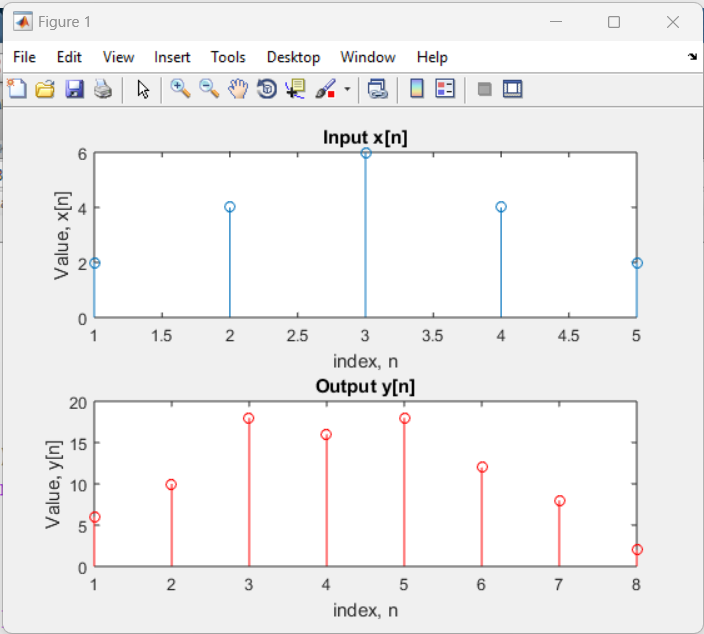 Figure 1
File Edit View Insert Tools Desktop Window Help
Input x[n]
6
4
2
0
Value, x[n]
1 1.5 2 2.5 3 3.5 4 4.5 5
index, n
Output y[n]
20
15
10
5
0
Value, y[n]
1 2 3 4 5 6 7 8
index, n